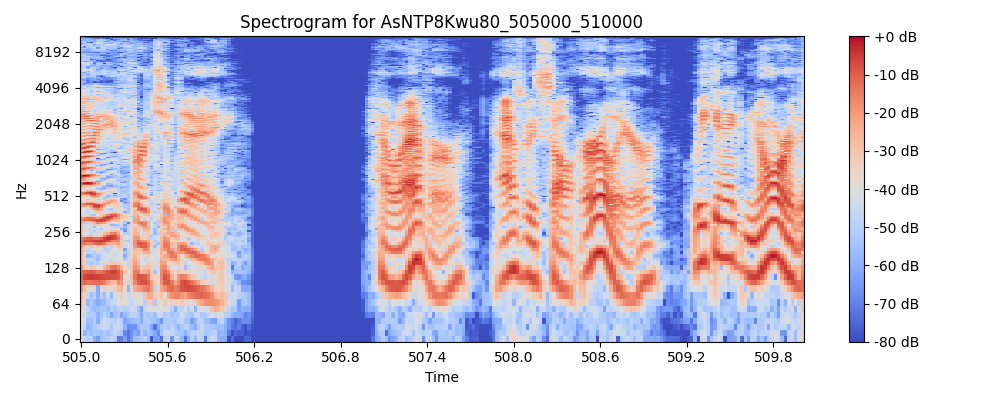 Spectrogram for AsNTP8Kwu80_505000_510000
8192
4096
2048
1024
512
256
128
64
0
Hz
505.0 505.6 506.2 506.8 507.4 508.0 508.6 509.2 509.8
Time
+0 dB
-10 dB
-20 dB
-30 dB
-40 dB
-50 dB
-60 dB
-70 dB
-80 dB